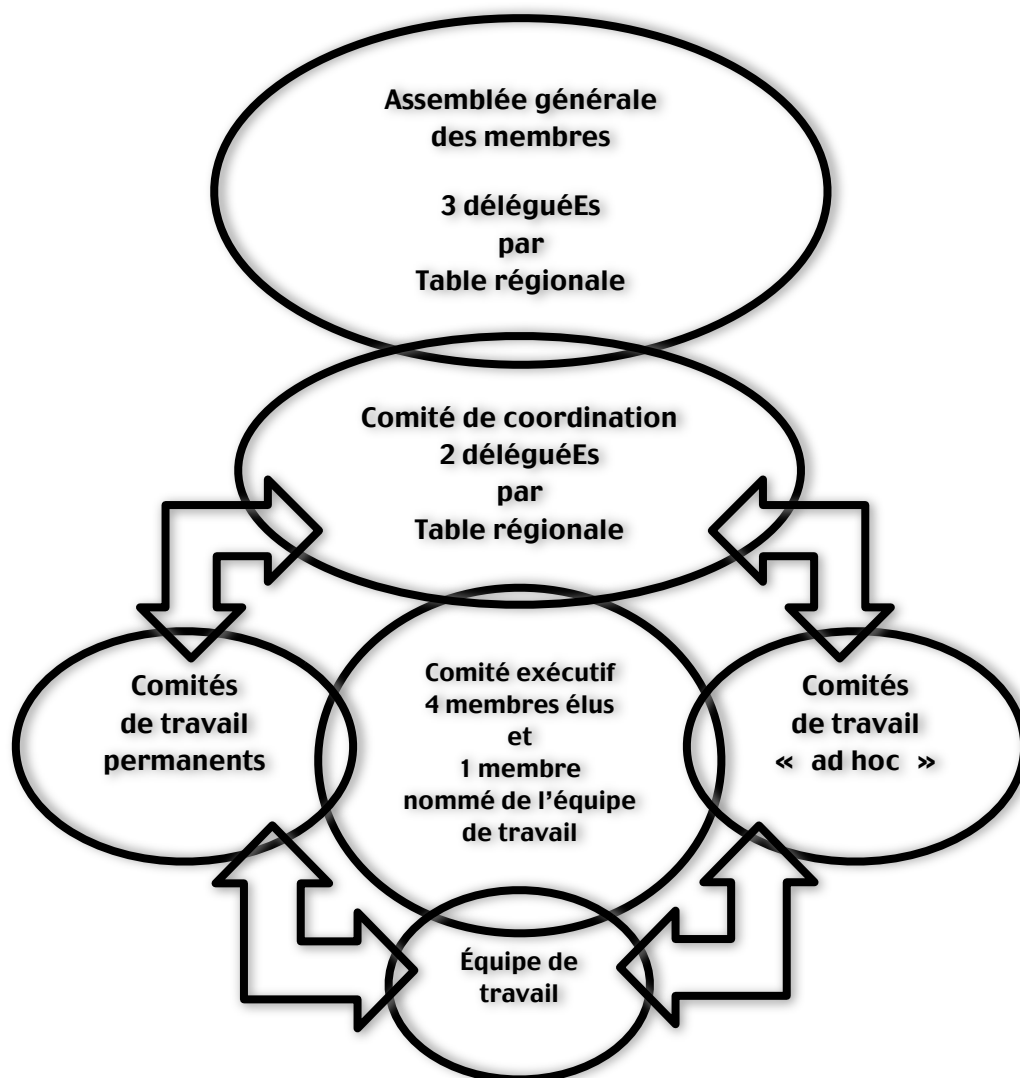 Assemblée générale
des membres
3 déléguéEs
par
Table régionale
Comité de coordination
2 déléguéEs
par
Table régionale
Comités
de travail
permanents
Comité exécutif
4 membres élus
et
1 membre
nommé de l’équipe
de travail
Comités
de travail
« ad hoc »
Équipe de
travail